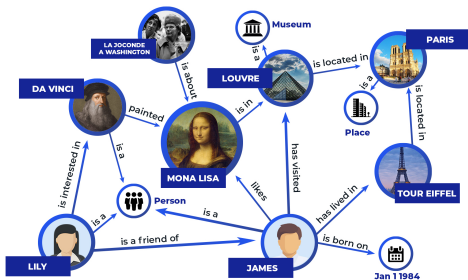 Museum
LA JOCONDE
A WASHINGTON
PARIS
is a
is located in
LOUVRE
is a
is about
DA VINCI
painted
is in
Place
is located in
is a
MONA LISA
has visited
is interested in
Person
likes
has lived in
TOUR EIFFEL
is a
is a
is a friend of
is born on
LILY
JAMES
Jan 1 1984